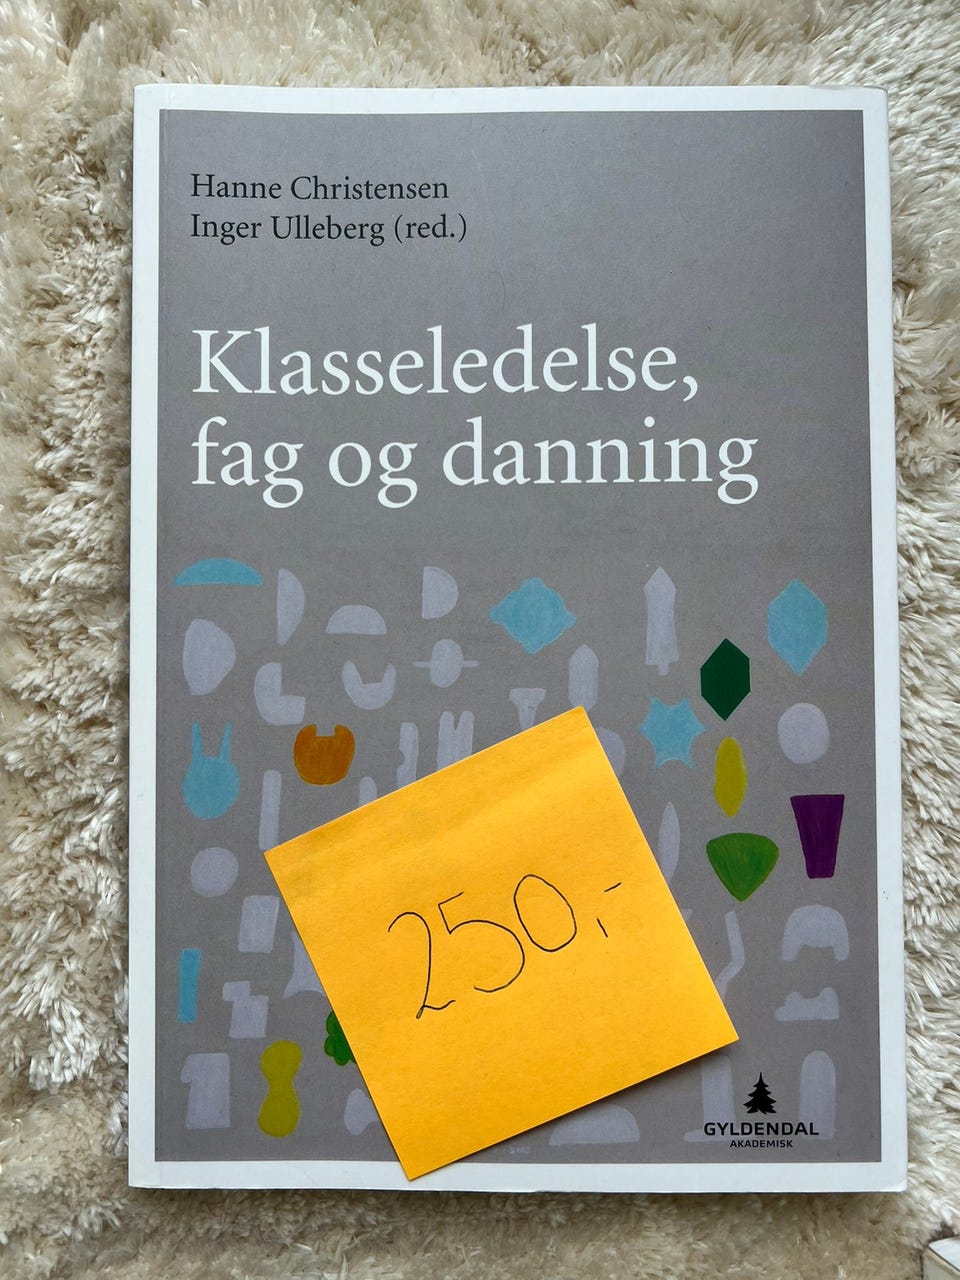 Hanne Christensen
Inger Ulleberg (red.)
Klasseledelse,
fag og danning
250,-
GYLDENDAL
AKADEMISK